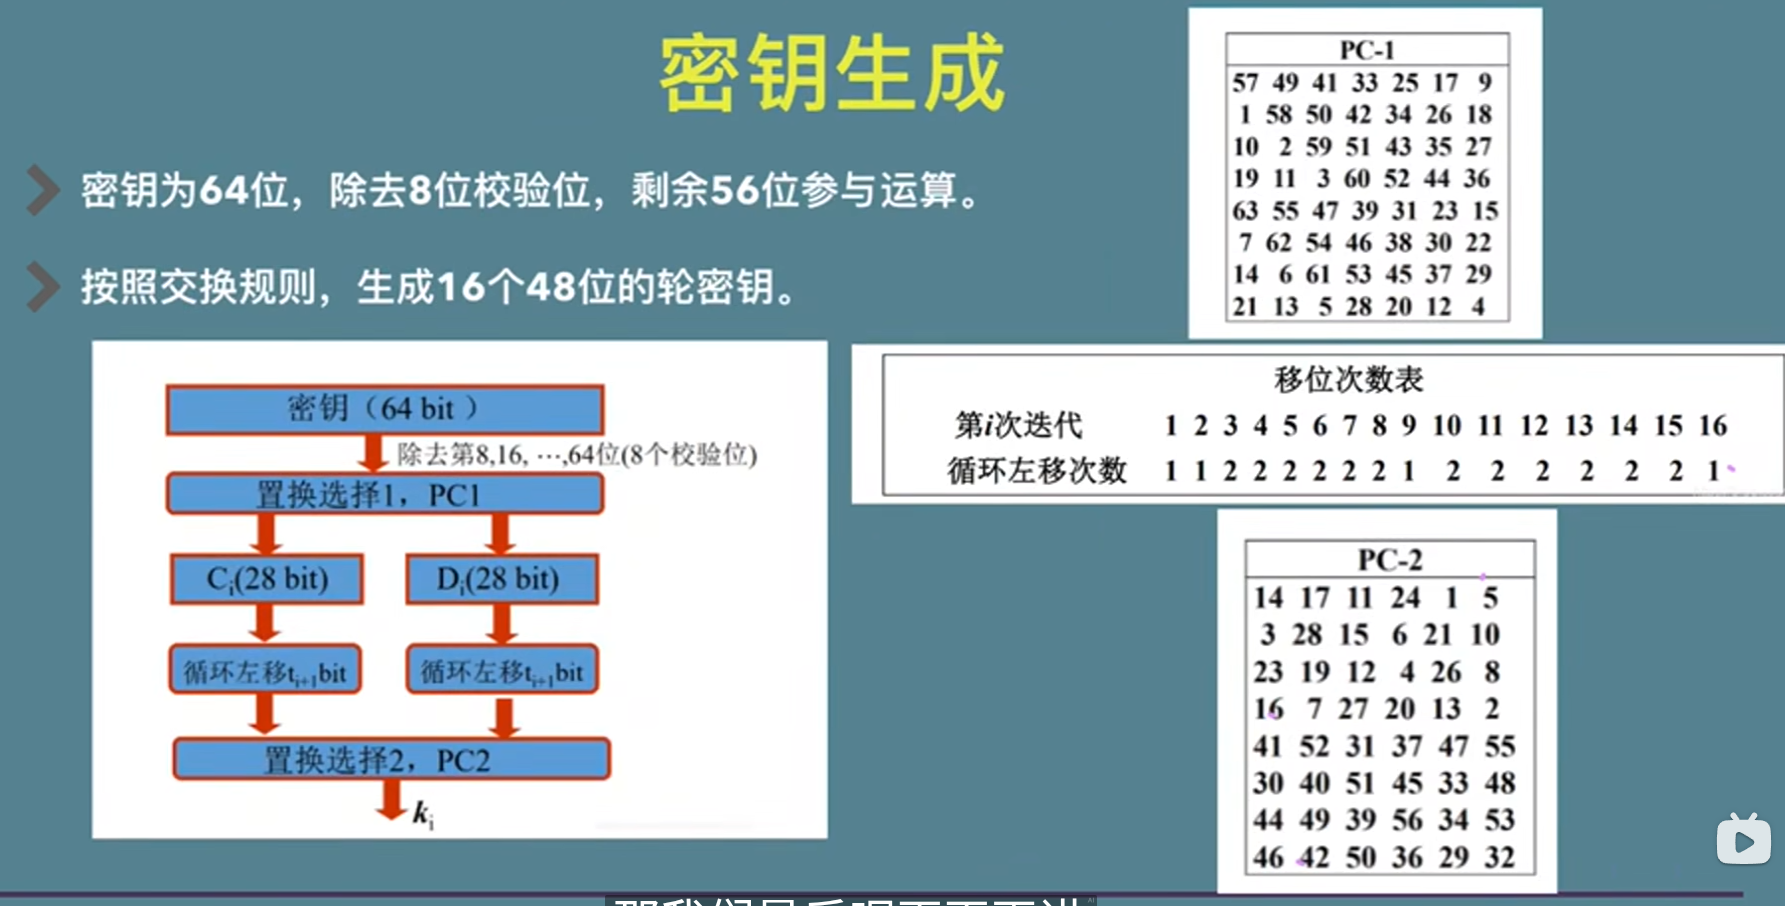 密钥生成
密钥为64位，除去8位校验位，剩余56位参与运算。
按照交换规则，生成16个48位的轮密钥。
密钥（64 bit ）
除去第8,16, …,64位(8个校验位)
置换选择1，PC1
Ci(28 bit)
Di(28 bit)
循环左移ti+1bit
循环左移ti+1bit
置换选择2，PC2
ki
PC-1
57 49 41 33 25 17 9
1 58 50 42 34 26 18
10 2 59 51 43 35 27
19 11 3 60 52 44 36
63 55 47 39 31 23 15
7 62 54 46 38 30 22
14 6 61 53 45 37 29
21 13 5 28 20 12 4
移位次数表
第i次迭代 1 2 3 4 5 6 7 8 9 10 11 12 13 14 15 16
循环左移次数 1 1 2 2 2 2 2 2 1 2 2 2 2 2 2 1
PC-2
14 17 11 24 1 5
3 28 15 6 21 10
23 19 12 4 26 8
16 7 27 20 13 2
41 52 31 37 47 55
30 40 51 45 33 48
44 49 39 56 34 53
46 42 50 36 29 32